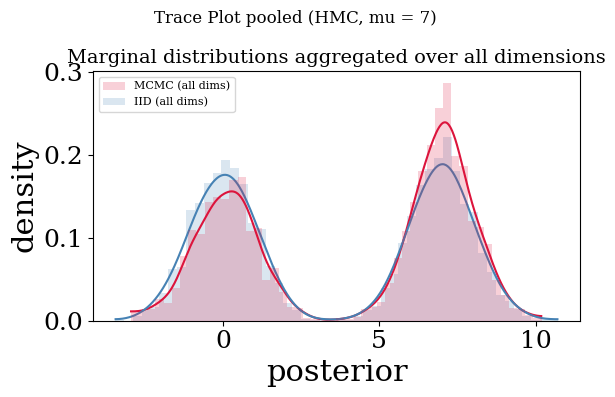 Trace Plot pooled (HMC, mu = 7)
Marginal distributions aggregated over all dimensions
MCMC (all dims)
IID (all dims)
density
0.3
0.2
0.1
0.0
0
5
10
posterior